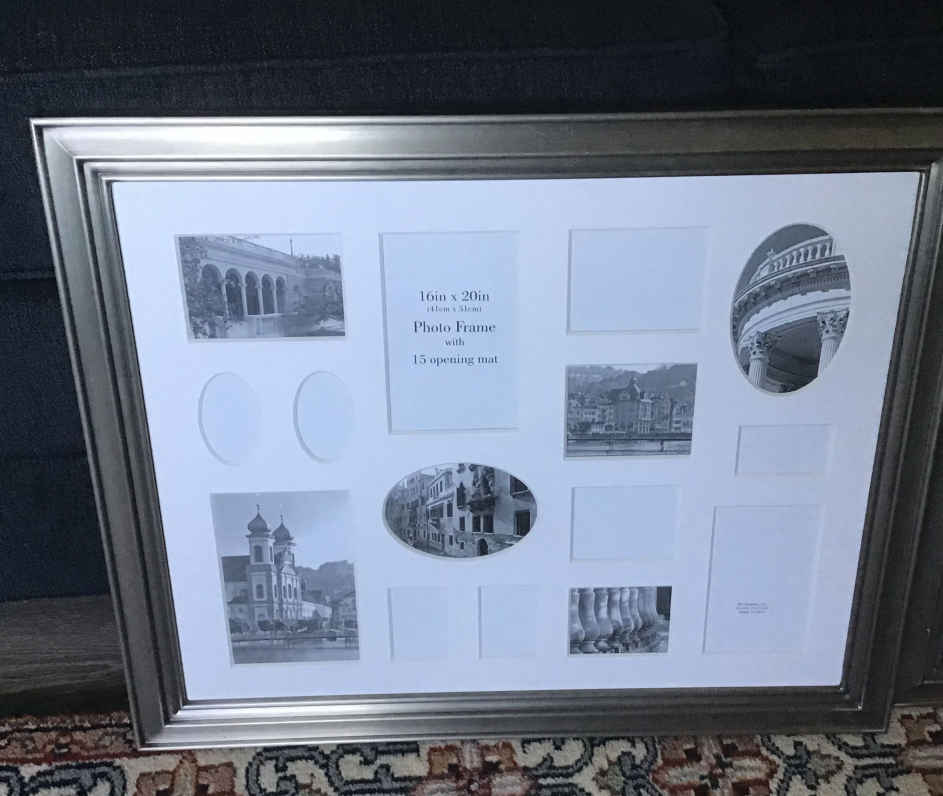 16in x 20in
(41cm x 51cm)
Photo Frame
with
15 opening mat